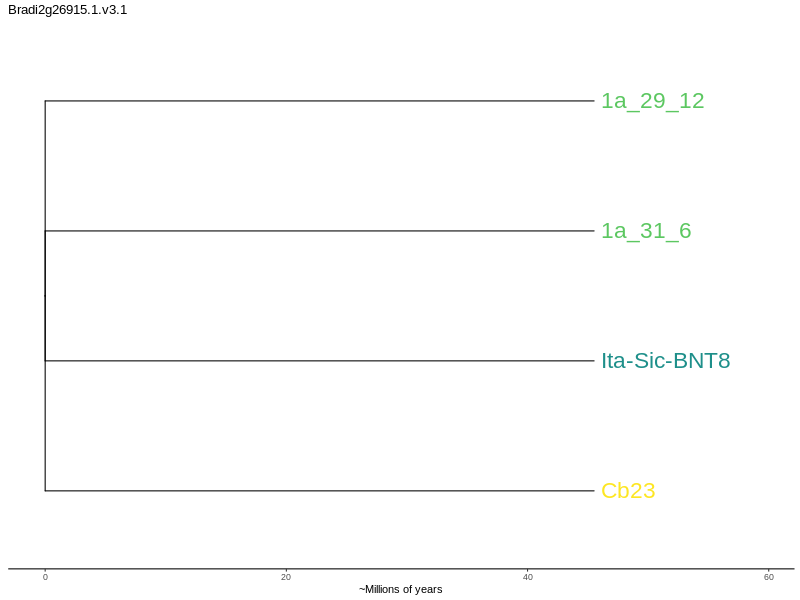 Bradi2g26915.1.v3.1
1a_29_12
1a_31_6
Ita-Sic-BNT8
Cb23
0 20 40 60
~Millions of years